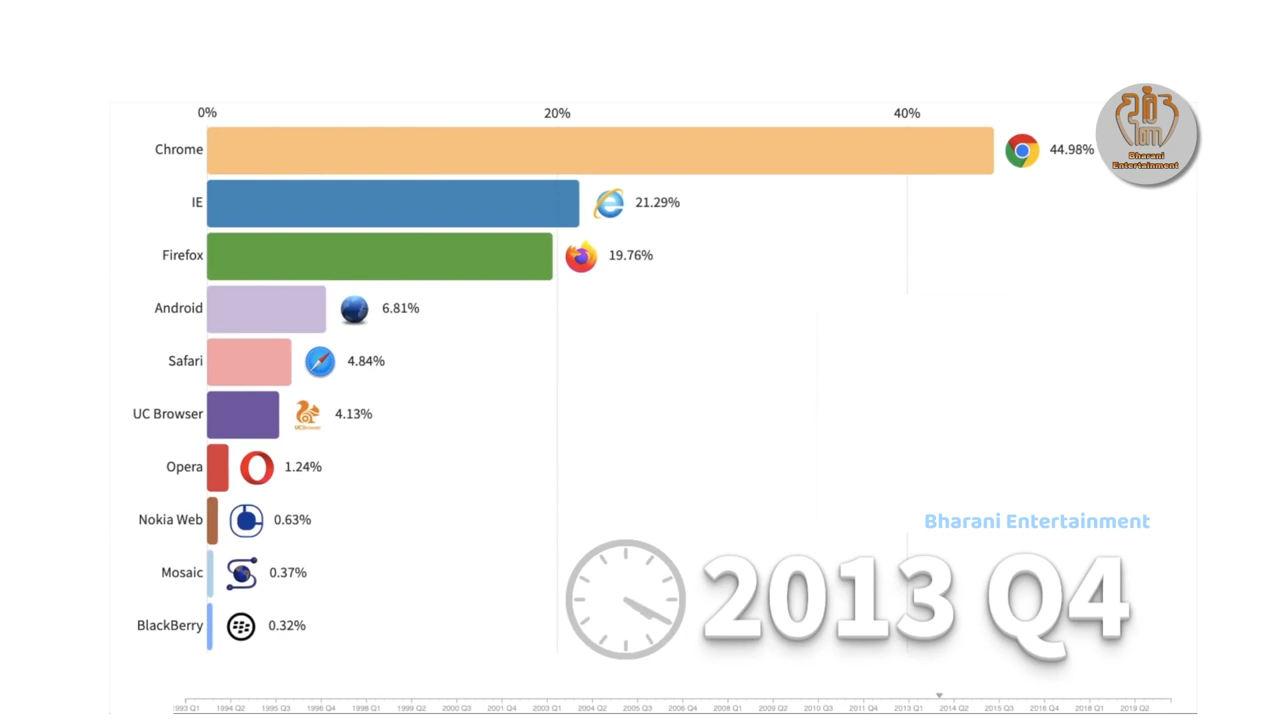 0% 20% 40%
Chrome 44.98%
IE 21.29%
Firefox 19.76%
Android 6.81%
Safari 4.84%
UC Browser UCBrowser 4.13%
Opera 1.24%
Nokia Web 0.63%
Mosaic 0.37%
BlackBerry 0.32%
Bharani
Entertainment
Bharani Entertainment
2013 Q4
1993 Q1 1994 Q2 1995 Q3 1996 Q4 1998 Q1 1999 Q2 2000 Q3 2001 Q4 2003 Q1 2004 Q2 2005 Q3 2006 Q4 2008 Q1 2009 Q2 2010 Q3 2011 Q4 2013 Q1 2014 Q2 2015 Q3 2016 Q4 2018 Q1 2019 Q2